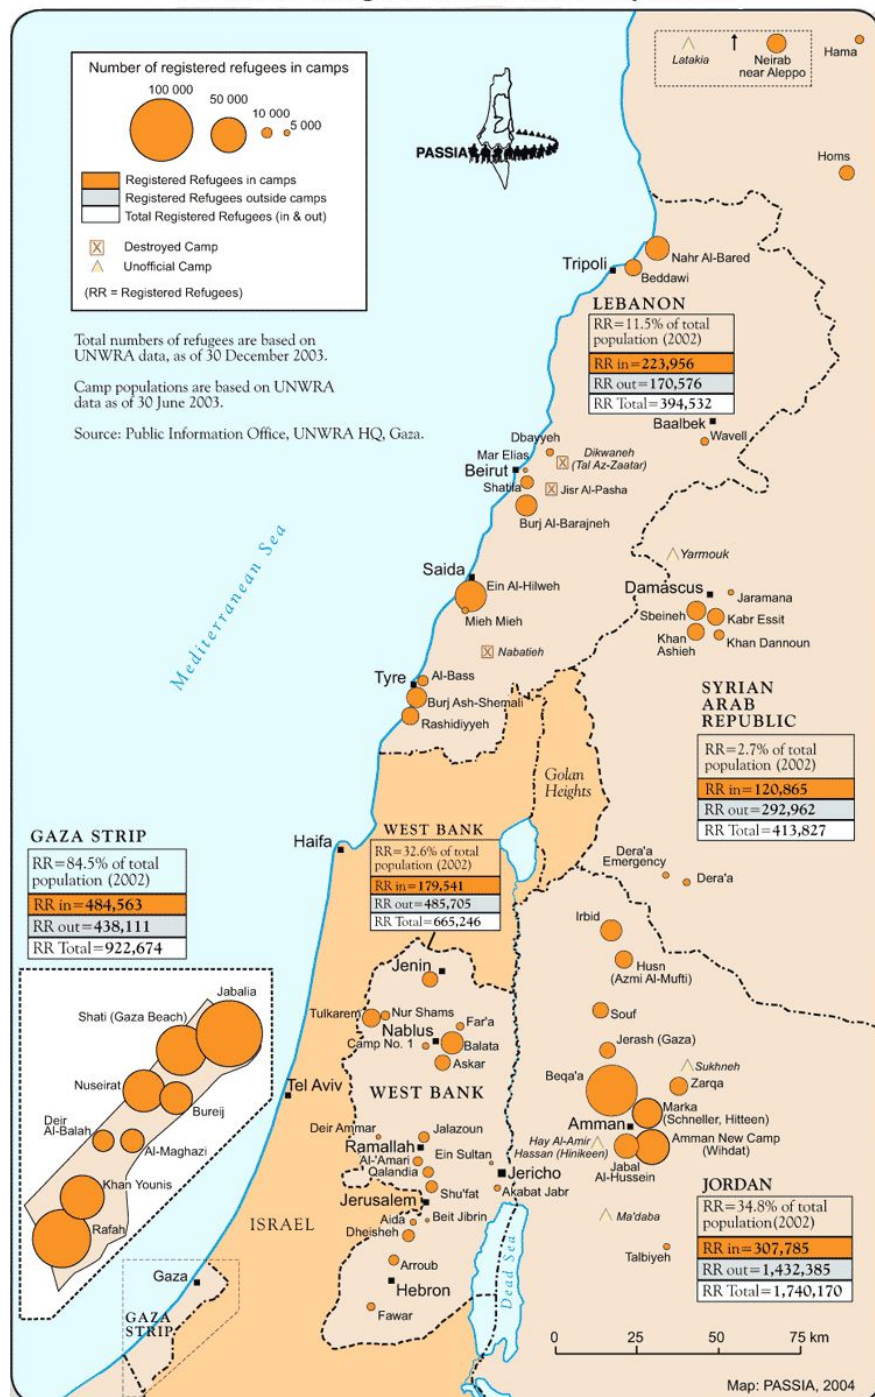 Number of registered refugees in camps
100 000
50 000
10 000
5 000
Registered Refugees in camps
Registered Refugees outside camps
Total Registered Refugees (in & out)
Destroyed Camp
Unofficial Camp
(RR = Registered Refugees)
Total numbers of refugees are based on
UNWRA data, as of 30 December 2003.
Camp populations are based on UNWRA
data as of 30 June 2003.
Source: Public Information Office, UNWRA HQ, Gaza.
PASSIA
Latakia
Neirab
near Aleppo
Hama
Homs
Tripoli
Nahr Al-Bared
Beddawi
LEBANON
RR=11.5% of total
population (2002)
RR in=223,956
RR out=170,576
RR Total=394,532
Baalbek
Wavell
Dbayyeh
Mar Elias
Dikwaneh
(Tal Az-Zaatar)
Beirut
Shatila
Jisr Al-Pasha
Burj Al-Barajneh
Mediterranean Sea
Yarmouk
Saida
Ein Al-Hilweh
Mieh Mieh
Damascus
Jaramana
Sbeineh
Kabr Essit
Khan
Ashieh
Khan Dannoun
Nabatieh
Tyre
Al-Bass
Burj Ash-Shemali
Rashidiyyeh
SYRIAN
ARAB
REPUBLIC
RR=2.7% of total
population (2002)
RR in=120,865
RR out=292,962
RR Total=413,827
Golan
Heights
GAZA STRIP
RR=84.5% of total
population (2002)
RR in=484,563
RR out=438,111
RR Total=922,674
Haifa
WEST BANK
RR=32.6% of total
population (2002)
RR in=179,541
RR out=485,705
RR Total=665,246
Dera'a
Emergency
Dera'a
Irbid
Husn
(Azmi Al-Mufti)
Jenin
Jabalia
Shati (Gaza Beach)
Nuseirat
Bureij
Deir
Al-Balah
Al-Maghazi
Khan Younis
Rafah
Tulkarem
Nur Shams
Far'a
Nablus
Camp No. 1
Balata
Askar
Souf
Jerash (Gaza)
Sukhneh
Beqa'a
Zarqa
Tel Aviv
WEST BANK
Marka
(Schneller, Hitteen)
Amman
Deir Ammar
Jalazoun
Hay Al-Amir
Hassan (Hinikeen)
Amman New Camp
(Wihdat)
Ramallah
Ein Sultan
Al-'Amari
Qalandia
Jericho
Jabal
Al-Hussein
Shu'fat
Akabat Jabr
Jerusalem
ISRAEL
Aida
Beit Jibrin
Dheisheh
Ma'daba
JORDAN
RR=34.8% of total
population(2002)
RR in=307,785
RR out=1,432,385
RR Total=1,740,170
Talbiyeh
Arroub
Hebron
Dead Sea
Gaza
GAZA
STRIP
Fawar
0 25 50 75 km
Map: PASSIA, 2004